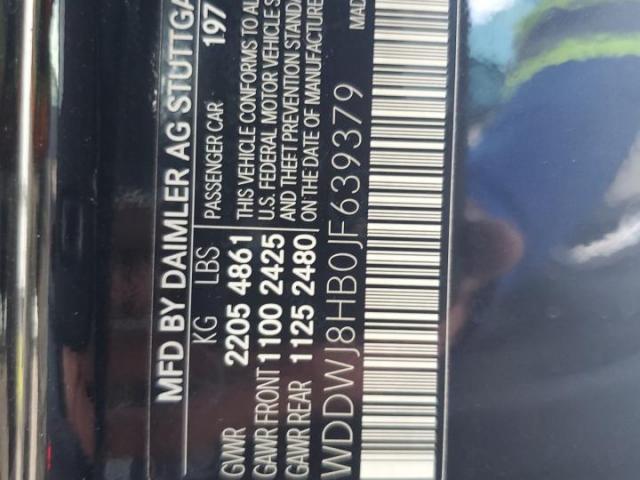 MFD BY DAIMLER AG STUTTGA
197
KG LBS
PASSENGER CAR
GVWR 2205 4861
THIS VEHICLE CONFORMS TO AL
GAWR FRONT 1100 2425
U.S. FEDERAL MOTOR VEHICLE S
AND THEFT PREVENTION STANDA
GAWR REAR 1125 2480
ON THE DATE OF MANUFACTURE
MAD
WDDWJ8HB0JF639379